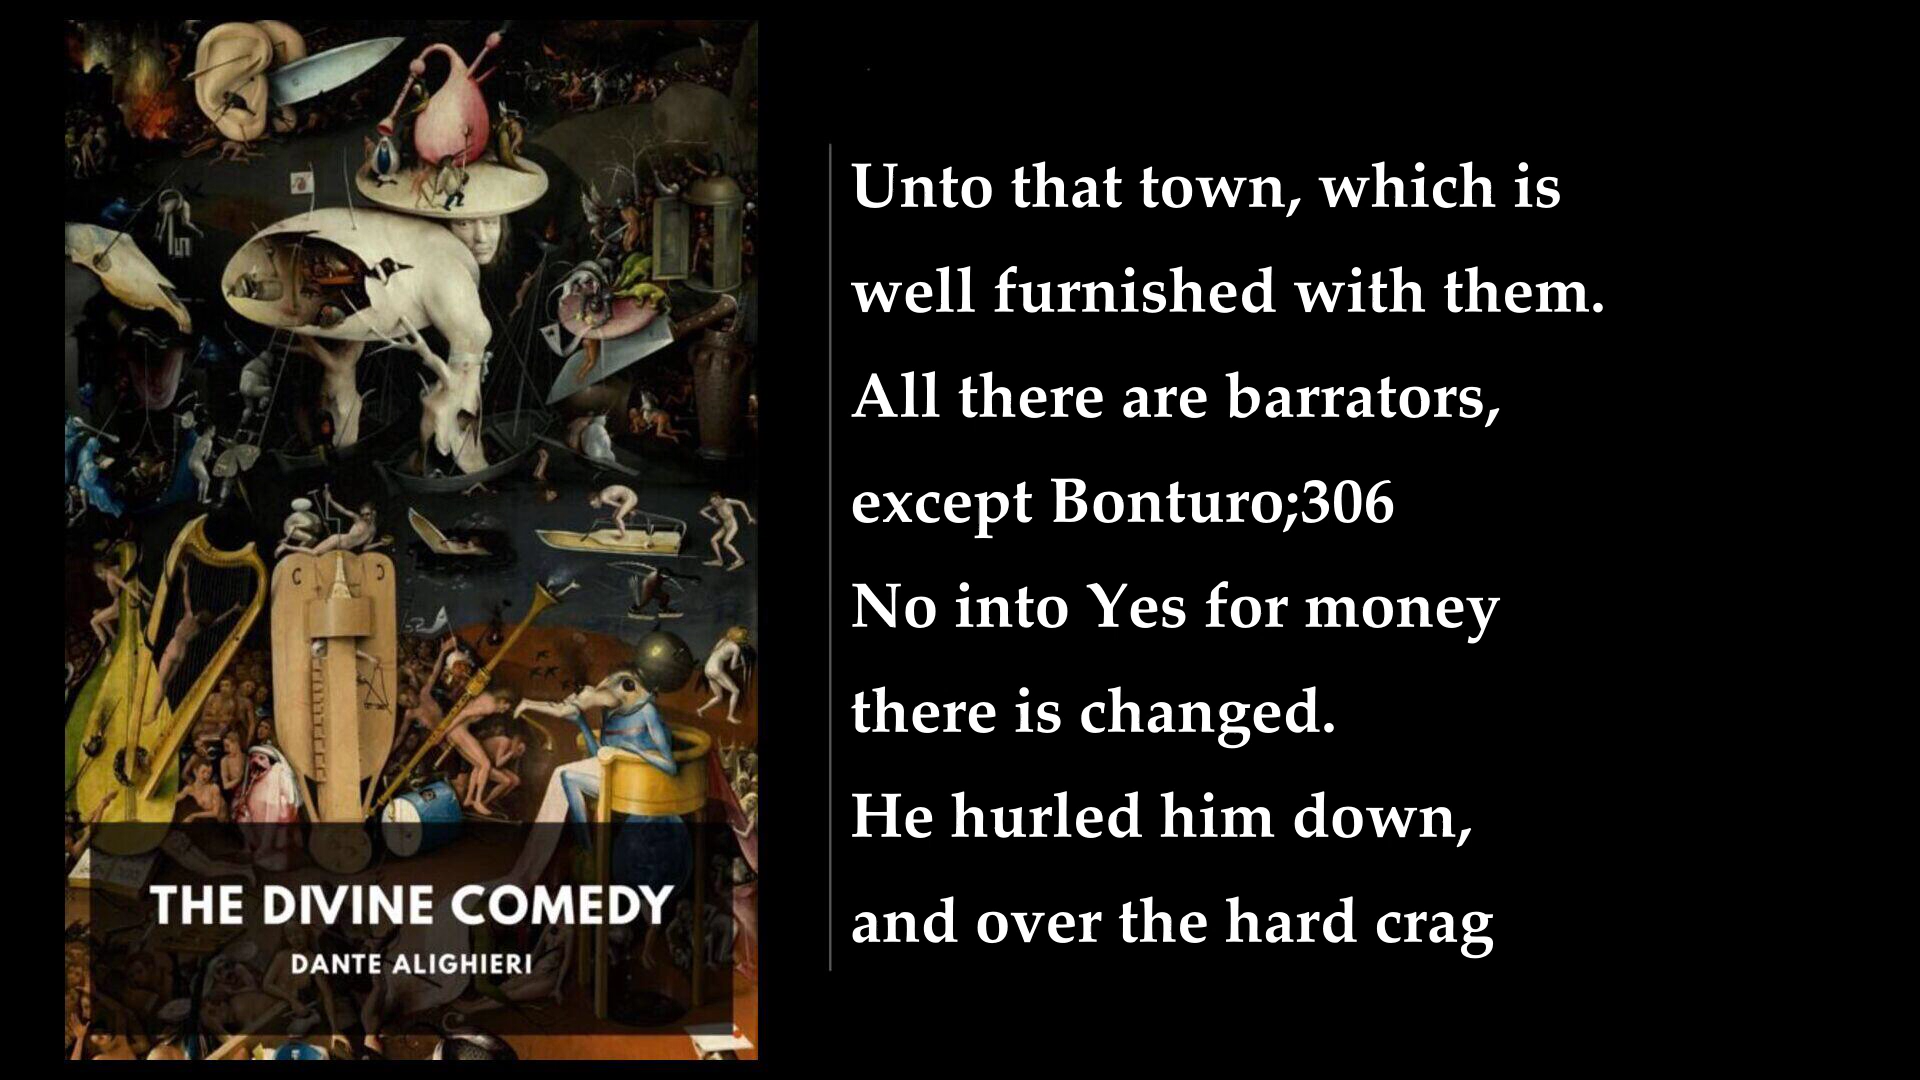 THE DIVINE COMEDY
DANTE ALIGHIERI
Unto that town, which is
well furnished with them.
All there are barrators,
except Bonturo;306
No into Yes for money
there is changed.
He hurled him down,
and over the hard crag